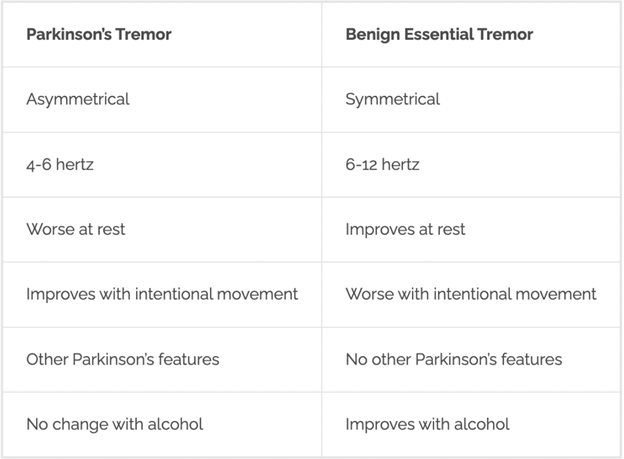 Parkinson’s Tremor Benign Essential Tremor
Asymmetrical Symmetrical
4-6 hertz 6-12 hertz
Worse at rest Improves at rest
Improves with intentional movement Worse with intentional movement
Other Parkinson’s features No other Parkinson’s features
No change with alcohol Improves with alcohol